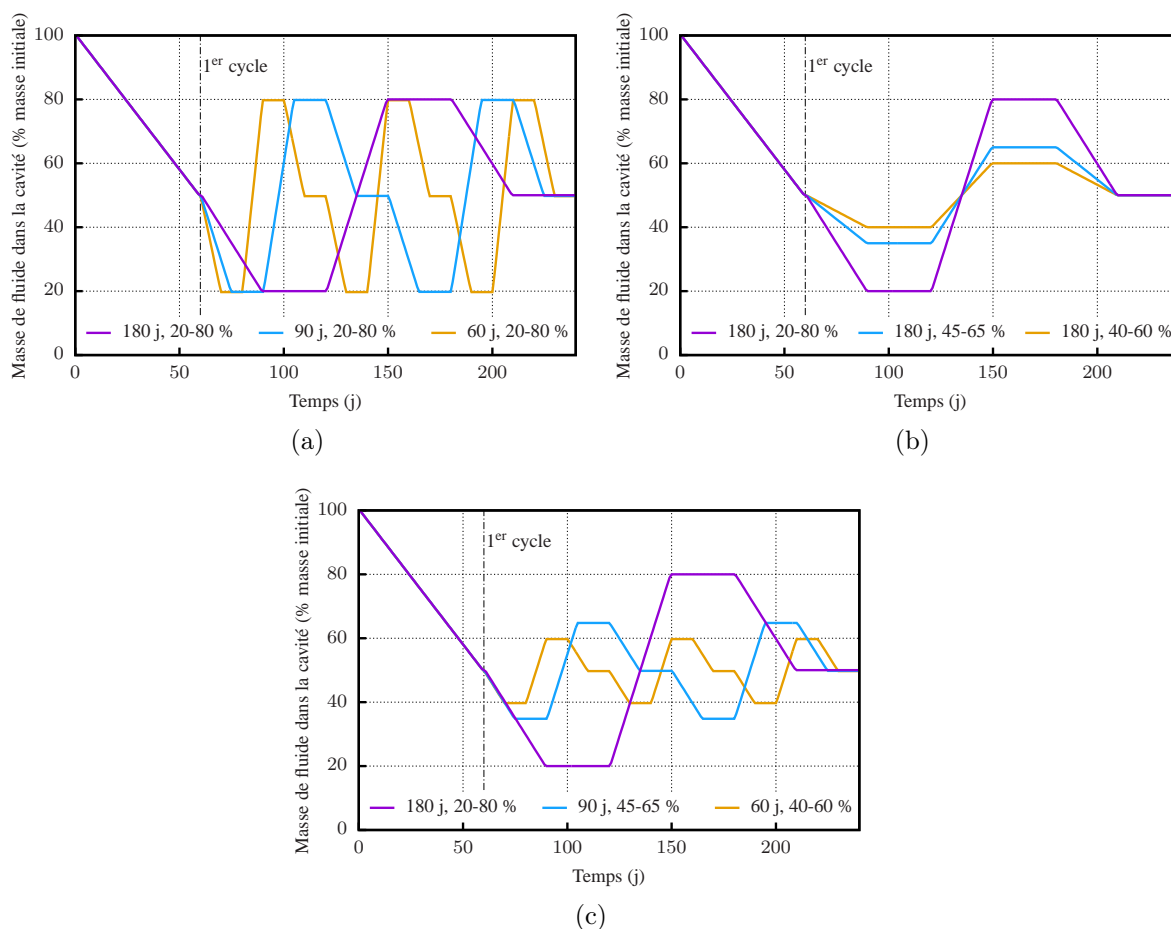 Masse de fluide dans la cavité (% masse initiale)
100
80
60
40
20
0
1er cycle
180 j, 20-80 %
90 j, 20-80 %
60 j, 20-80 %
0
50
100
150
200
Temps (j)
(a)
Masse de fluide dans la cavité (% masse initiale)
100
80
60
40
20
0
1er cycle
180 j, 20-80 %
180 j, 45-65 %
180 j, 40-60 %
0
50
100
150
200
Temps (j)
(b)
Masse de fluide dans la cavité (% masse initiale)
100
80
60
40
20
0
1er cycle
180 j, 20-80 %
90 j, 45-65 %
60 j, 40-60 %
0
50
100
150
200
Temps (j)
(c)